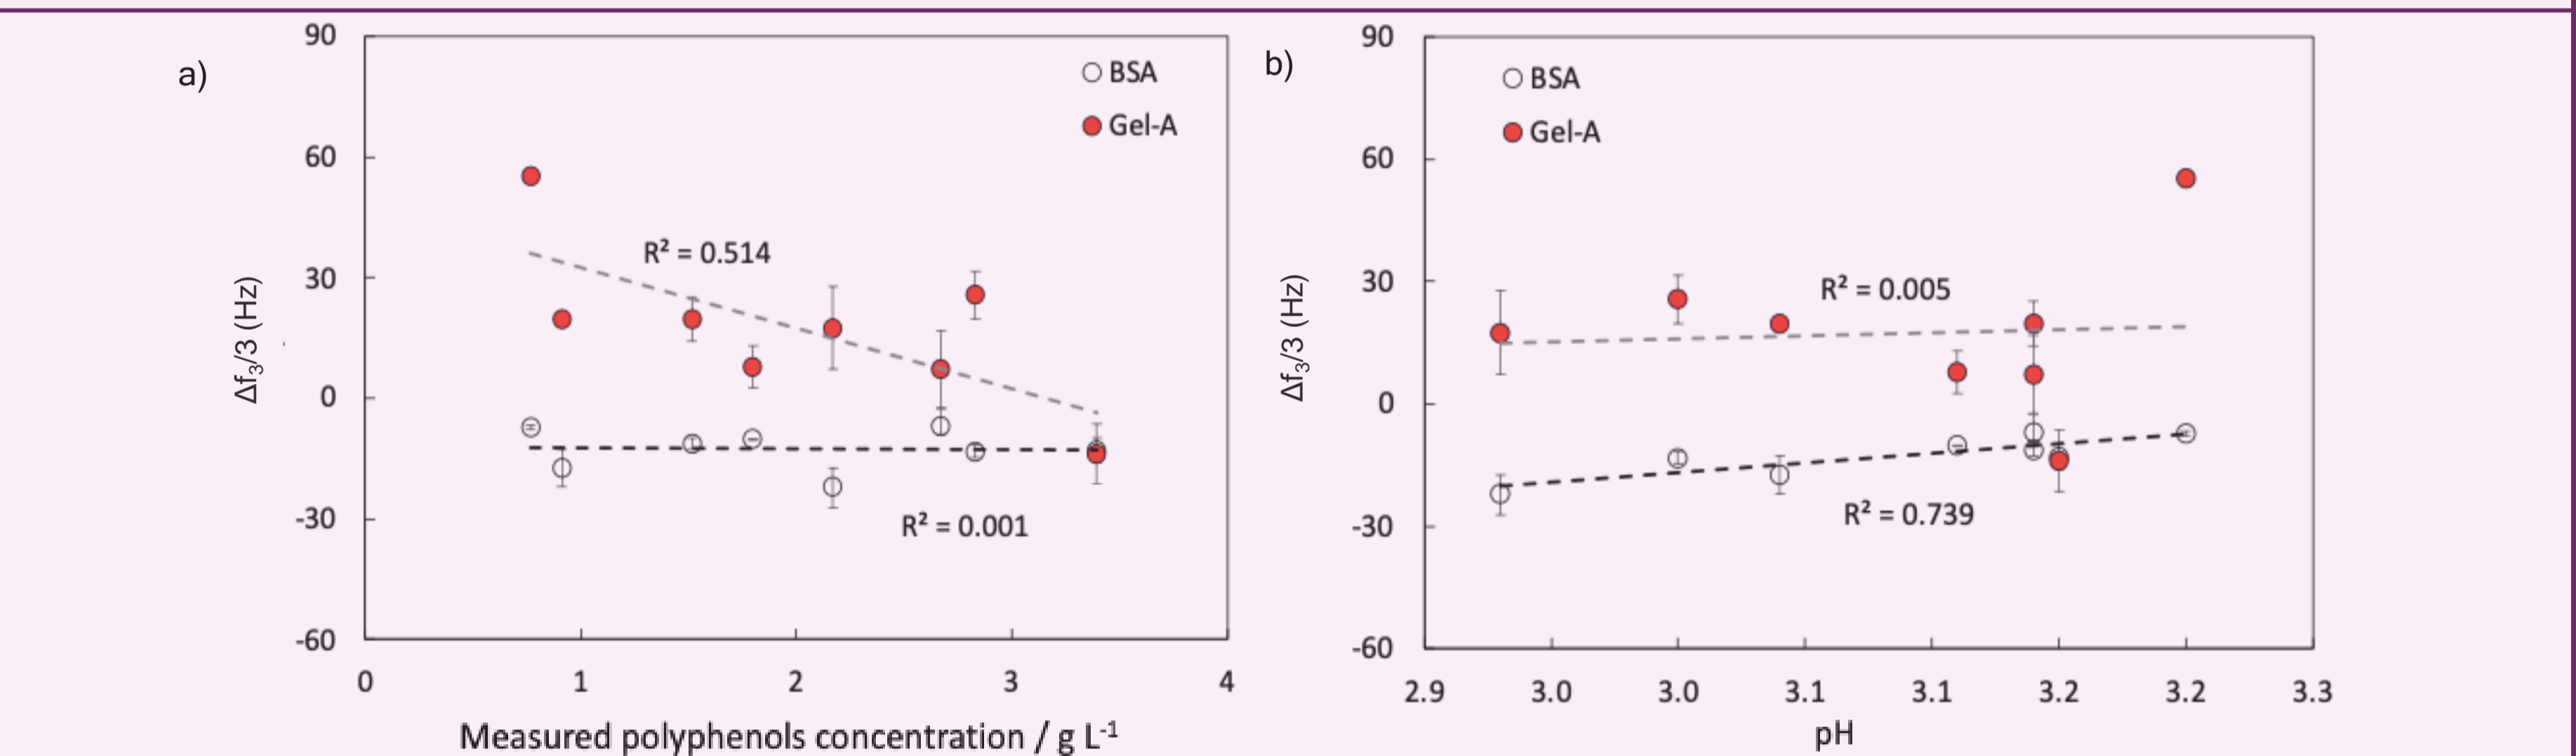 a)
90
60
30
0
-30
-60
Δf₃/3 (Hz)
BSA
Gel-A
R² = 0.514
R² = 0.001
0 1 2 3 4
Measured polyphenols concentration / g L⁻¹
b)
90
60
30
0
-30
-60
Δf₃/3 (Hz)
BSA
Gel-A
R² = 0.005
R² = 0.739
2.9 3.0 3.0 3.1 3.1 3.2 3.2 3.3
pH